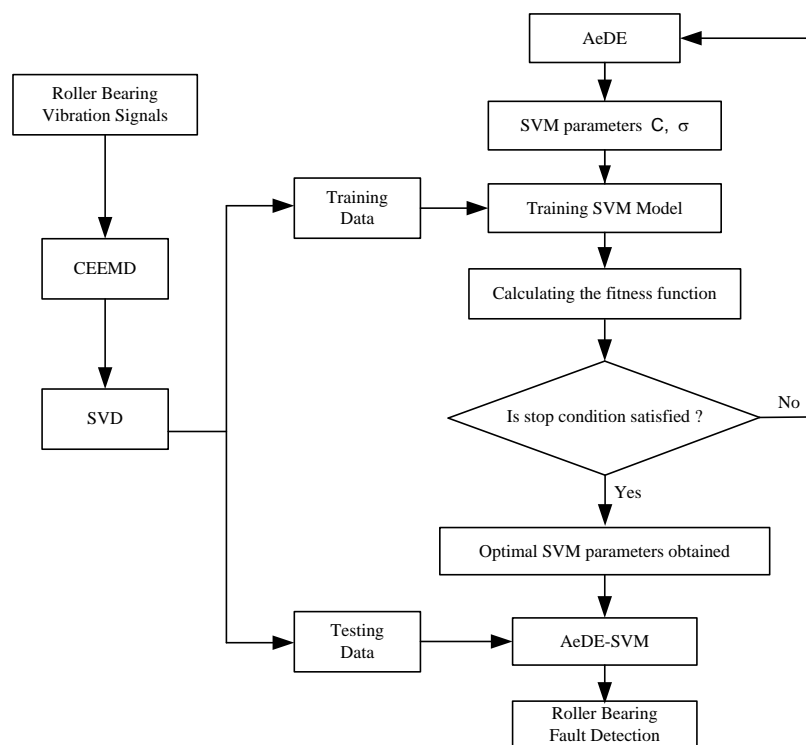 AeDE
Roller Bearing
Vibration Signals
SVM parameters C, σ
Training
Data
Training SVM Model
CEEMD
Calculating the fitness function
SVD
Is stop condition satisfied ?
No
Yes
Optimal SVM parameters obtained
Testing
Data
AeDE-SVM
Roller Bearing
Fault Detection